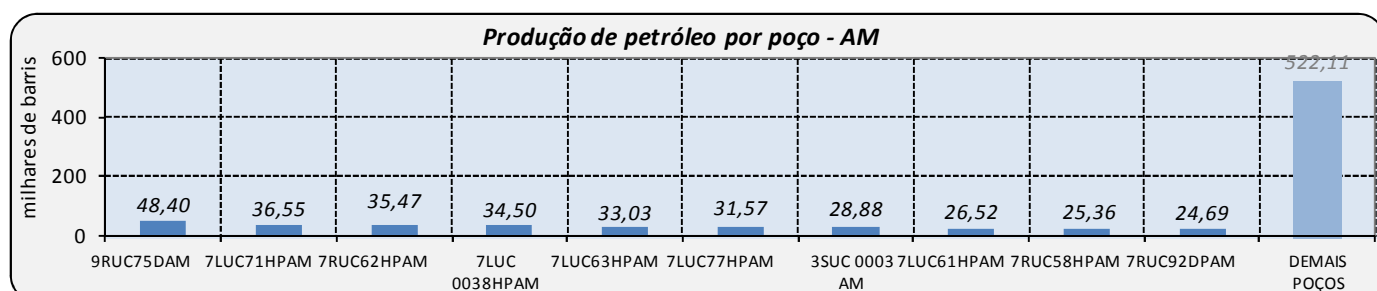 Produção de petróleo por poço - AM
milhares de barris
600
400
200
0
48,40
36,55
35,47
34,50
33,03
31,57
28,88
26,52
25,36
24,69
522,11
9RUC75DAM
7LUC71HPAM
7RUC62HPAM
7LUC
0038HPAM
7LUC63HPAM
7LUC77HPAM
3SUC 0003
AM
7LUC61HPAM
7RUC58HPAM
7RUC92DPAM
DEMAIS
POÇOS